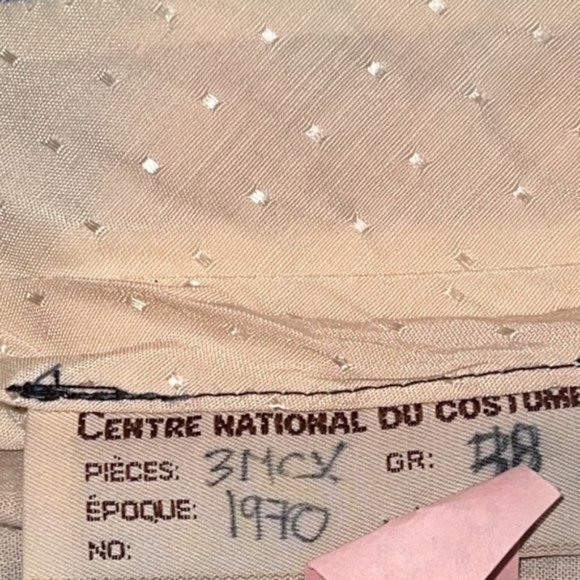 CENTRE NATIONAL DU COSTUME
PIÈCES: 3MCX GR: 38
ÉPOQUE: 1970
NO: